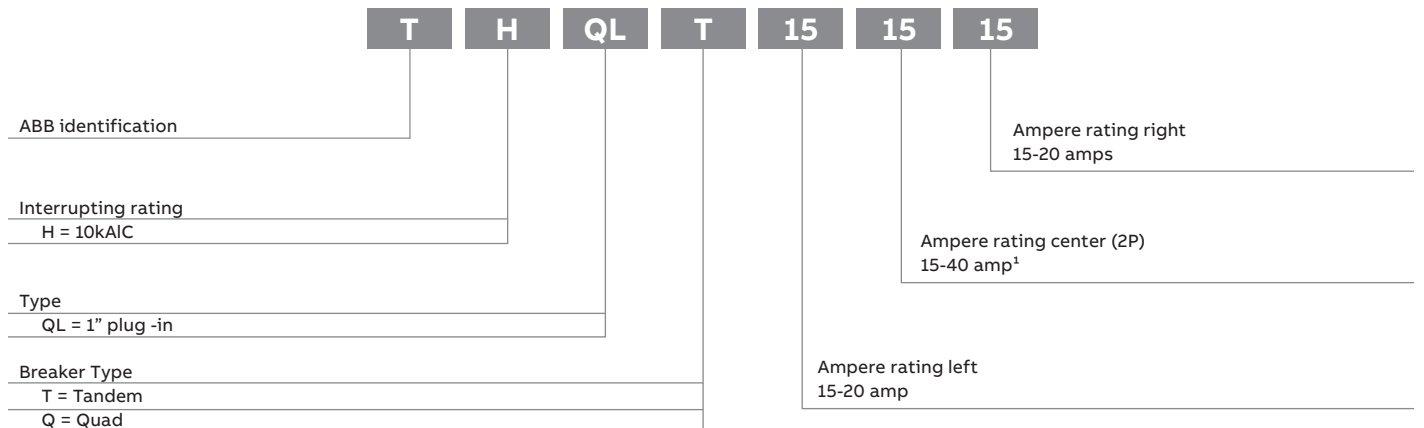 T H QL T 15 15 15
ABB identification
Interrupting rating
H = 10kAlC
Type
QL = 1” plug -in
Breaker Type
T = Tandem
Q = Quad
Ampere rating right
15-20 amps
Ampere rating center (2P)
15-40 amp¹
Ampere rating left
15-20 amp